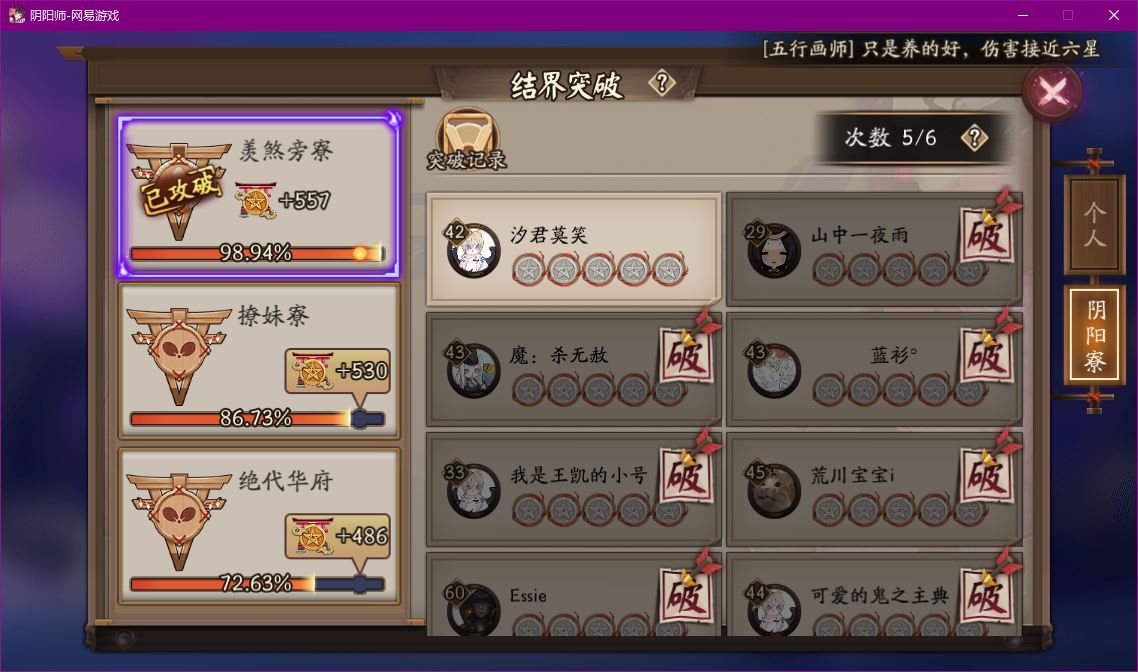 阴阳师-网易游戏
[五行画师] 只是养的好，伤害接近六星
结界突破
?
突破记录
次数 5/6
?
羡煞旁寮
已攻破
+557
98.94%
撩妹寮
+530
86.73%
绝代华府
+486
72.63%
42
汐君莫笑
29
山中一夜雨
破
43
魔：杀无赦
破
43
蓝衫°
破
33
我是王凯的小号
破
45
荒川宝宝i
破
60
Essie
破
44
可爱的鬼之主典
破
个人
阴阳寮